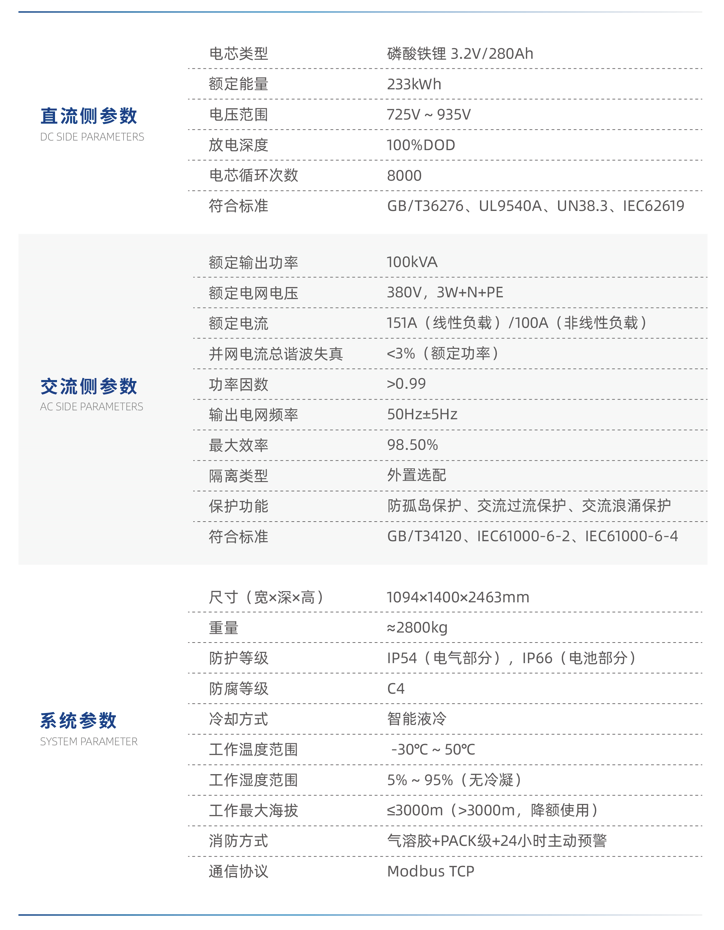 直流侧参数
DC SIDE PARAMETERS
电芯类型 磷酸铁锂 3.2V/280Ah
额定能量 233kWh
电压范围 725V ~ 935V
放电深度 100%DOD
电芯循环次数 8000
符合标准 GB/T36276、UL9540A、UN38.3、IEC62619
交流侧参数
AC SIDE PARAMETERS
额定输出功率 100kVA
额定电网电压 380V，3W+N+PE
额定电流 151A（线性负载）/100A（非线性负载）
并网电流总谐波失真 <3%（额定功率）
功率因数 >0.99
输出电网频率 50Hz±5Hz
最大效率 98.50%
隔离类型 外置选配
保护功能 防孤岛保护、交流过流保护、交流浪涌保护
符合标准 GB/T34120、IEC61000-6-2、IEC61000-6-4
系统参数
SYSTEM PARAMETER
尺寸（宽×深×高） 1094×1400×2463mm
重量 ≈2800kg
防护等级 IP54（电气部分）, IP66（电池部分）
防腐等级 C4
冷却方式 智能液冷
工作温度范围 -30℃ ~ 50℃
工作湿度范围 5% ~ 95%（无冷凝）
工作最大海拔 ≤3000m（>3000m，降额使用）
消防方式 气溶胶+PACK级+24小时主动预警
通信协议 Modbus TCP